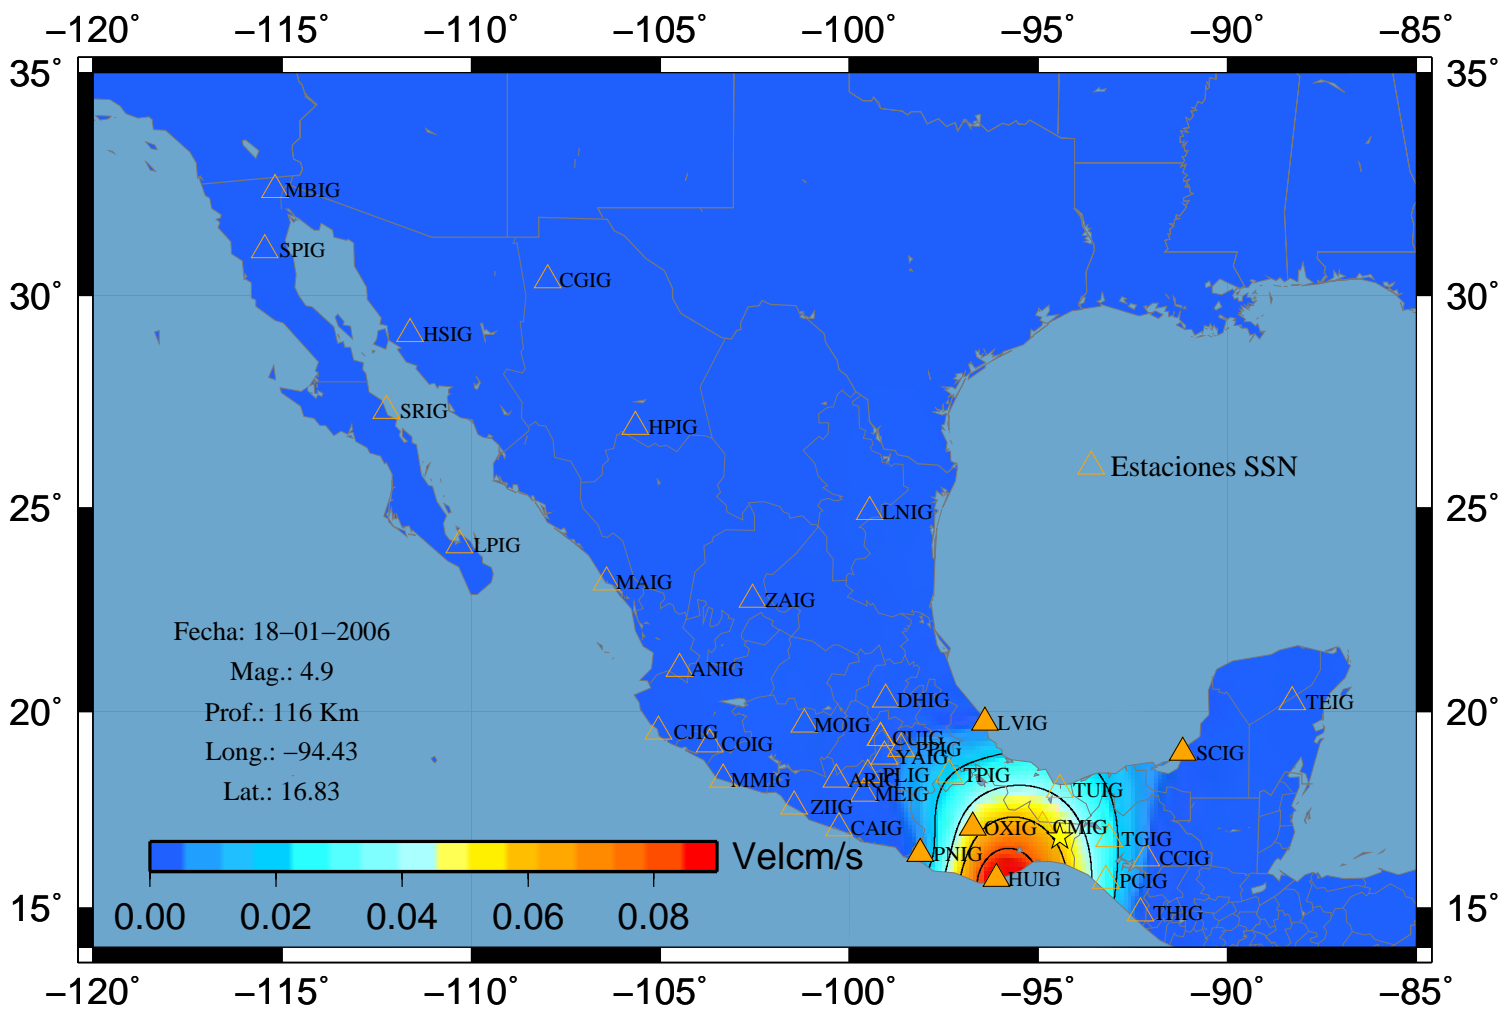 −120° −115° −110° −105° −100° −95° −90° −85°
35° 35°
MBIG
SPIG
CGIG
30° 30°
HSIG
SRIG
HPIG
Estaciones SSN
25° 25°
LNIG
LPIG
MAIG
ZAIG
Fecha: 18−01−2006
Mag.: 4.9
Prof.: 116 Km
Long.: −94.43
Lat.: 16.83
ANIG
DHIG
TEIG
20° 20°
MOIG
LVIG
CJIG
COIG
CUIG
PPIG
YAIG
SCIG
MMIG
ARIG
PLIG
TPIG
MEIG
TUIG
ZIIG
CAIG
OXIG
CMIG
TGIG
PNIG
CCIG
HUIG
PCIG
THIG
Velcm/s
0.00 0.02 0.04 0.06 0.08
15° 15°
−120° −115° −110° −105° −100° −95° −90° −85°